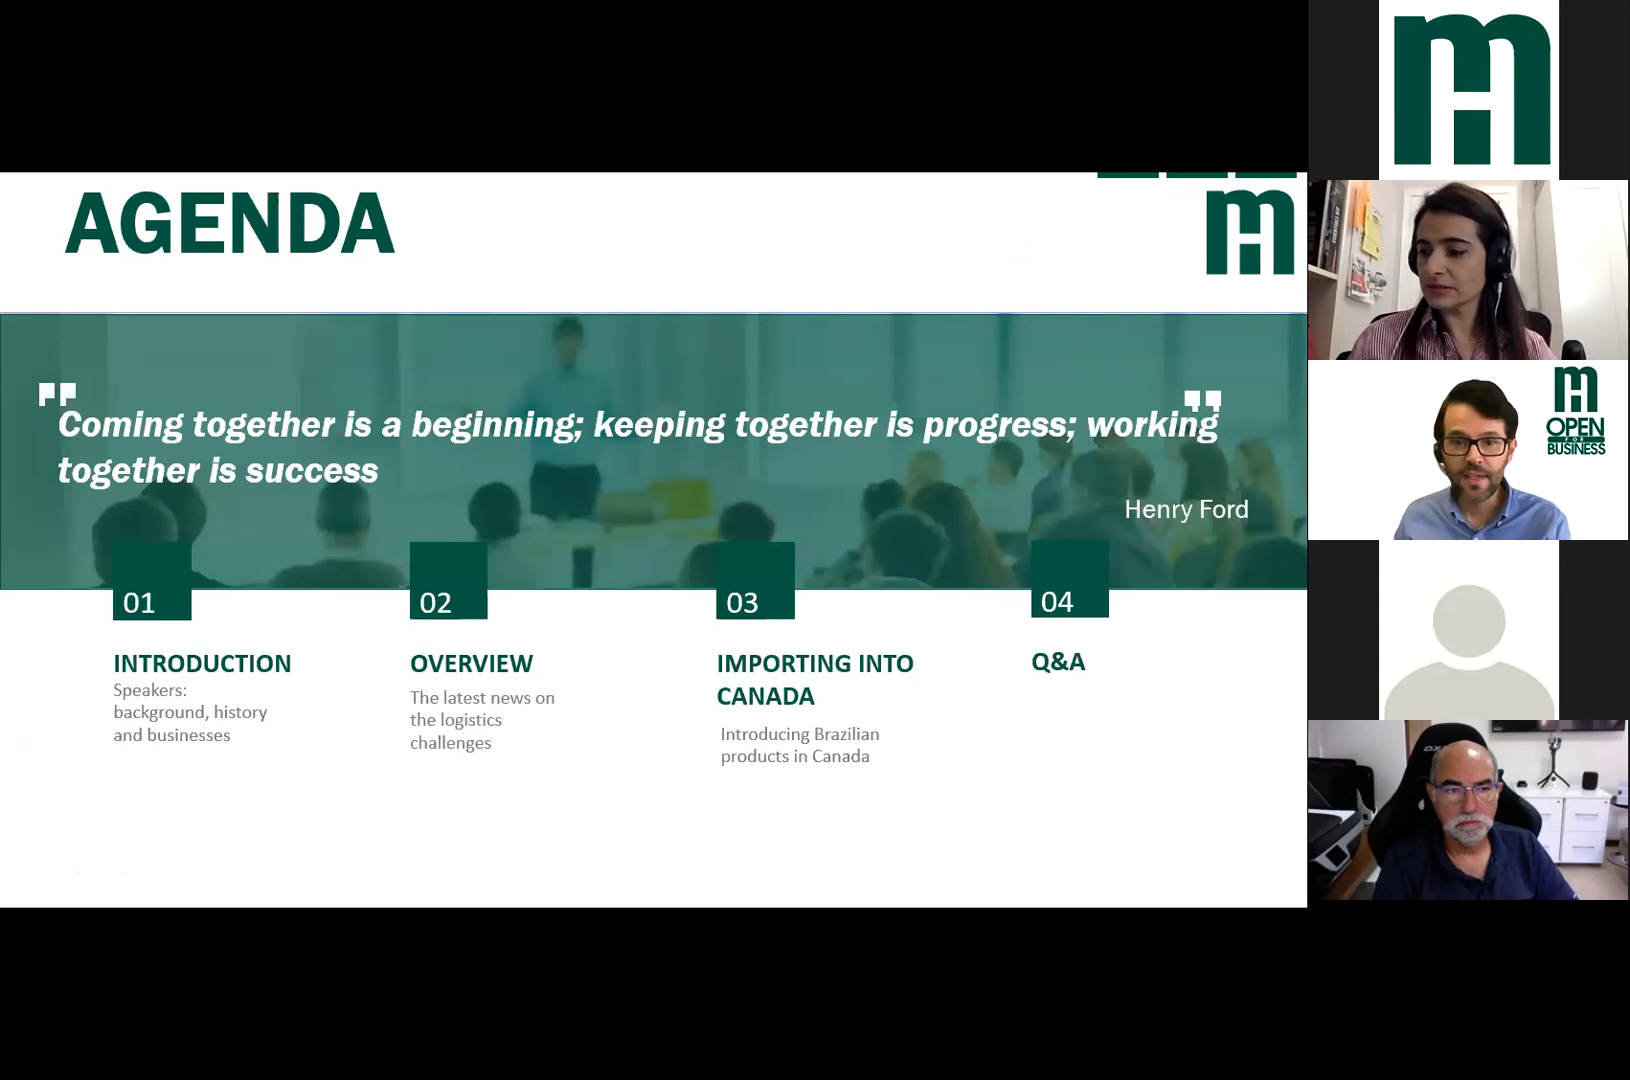 AGENDA
Coming together is a beginning; keeping together is progress; working
together is success
Henry Ford
01
INTRODUCTION
Speakers:
background, history
and businesses
02
OVERVIEW
The latest news on
the logistics
challenges
03
IMPORTING INTO
CANADA
Introducing Brazilian
products in Canada
04
Q&A
OPEN
FOR
BUSINESS